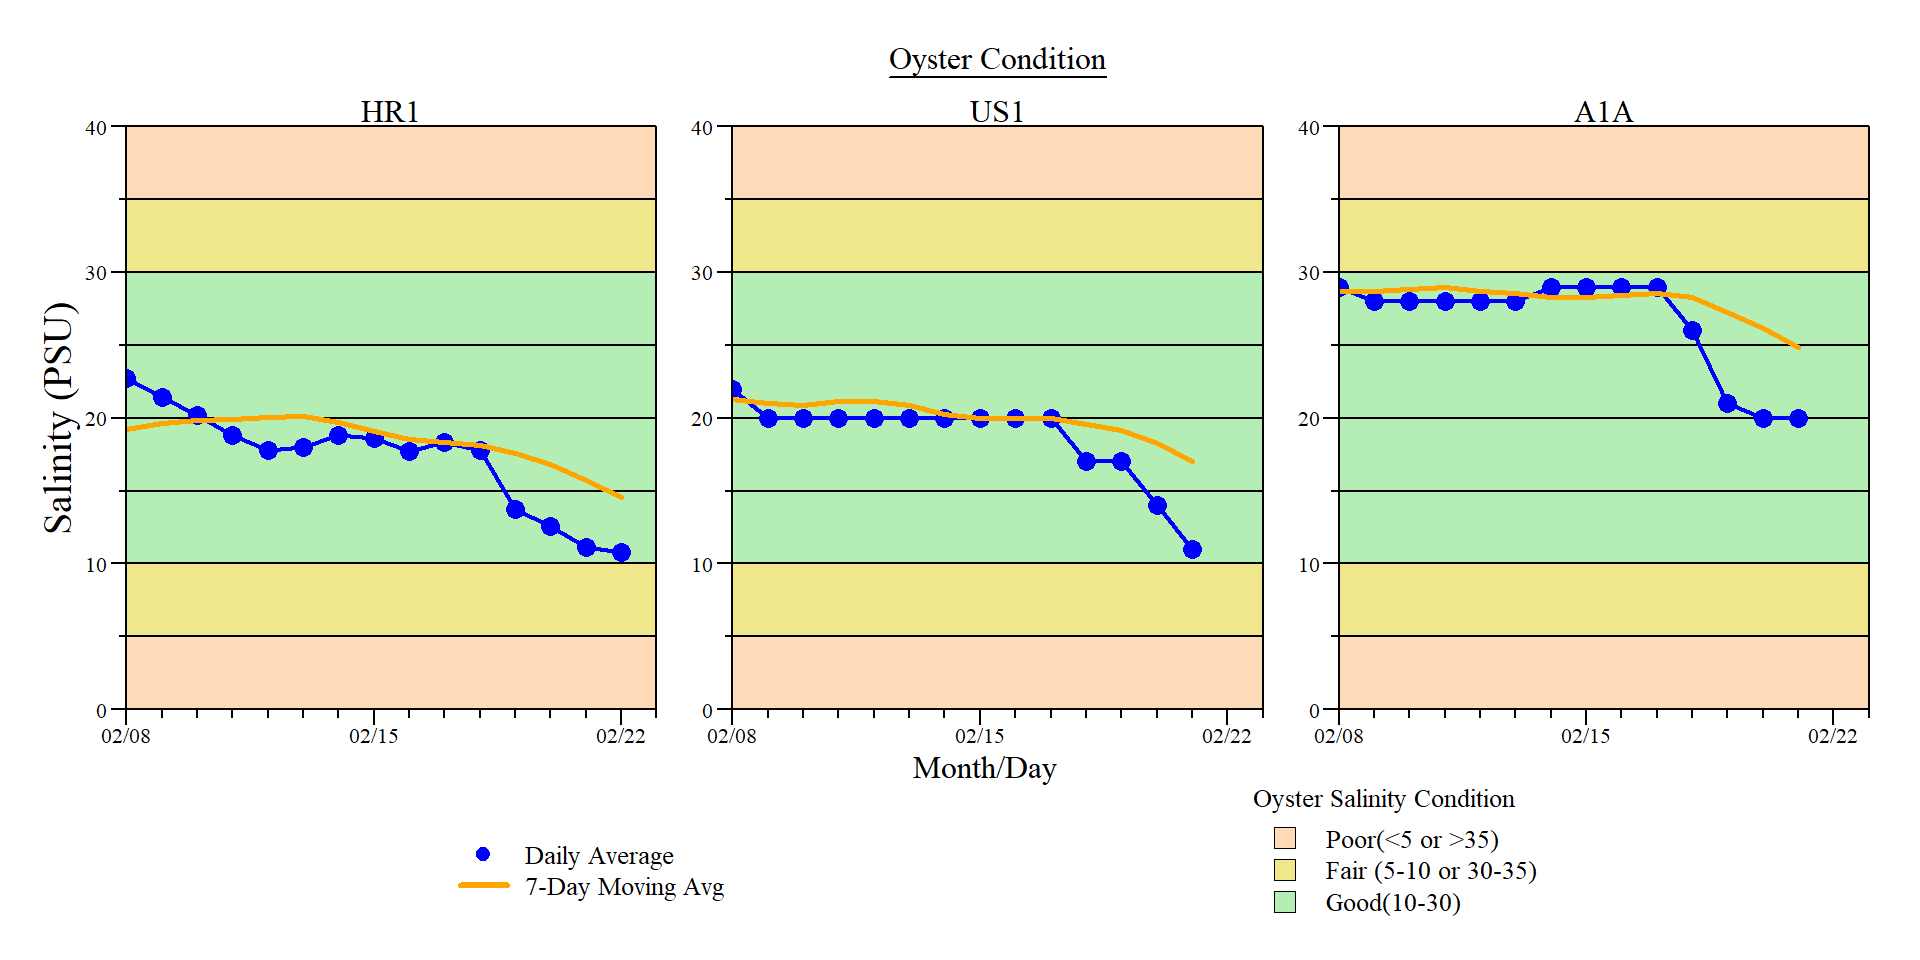 Oyster Condition
HR1
US1
A1A
Salinity (PSU)
40
30
20
10
0
40
30
20
10
0
40
30
20
10
0
02/08
02/15
02/22
02/08
02/15
02/22
02/08
02/15
02/22
Month/Day
Daily Average
7-Day Moving Avg
Oyster Salinity Condition
Poor(<5 or >35)
Fair (5-10 or 30-35)
Good(10-30)